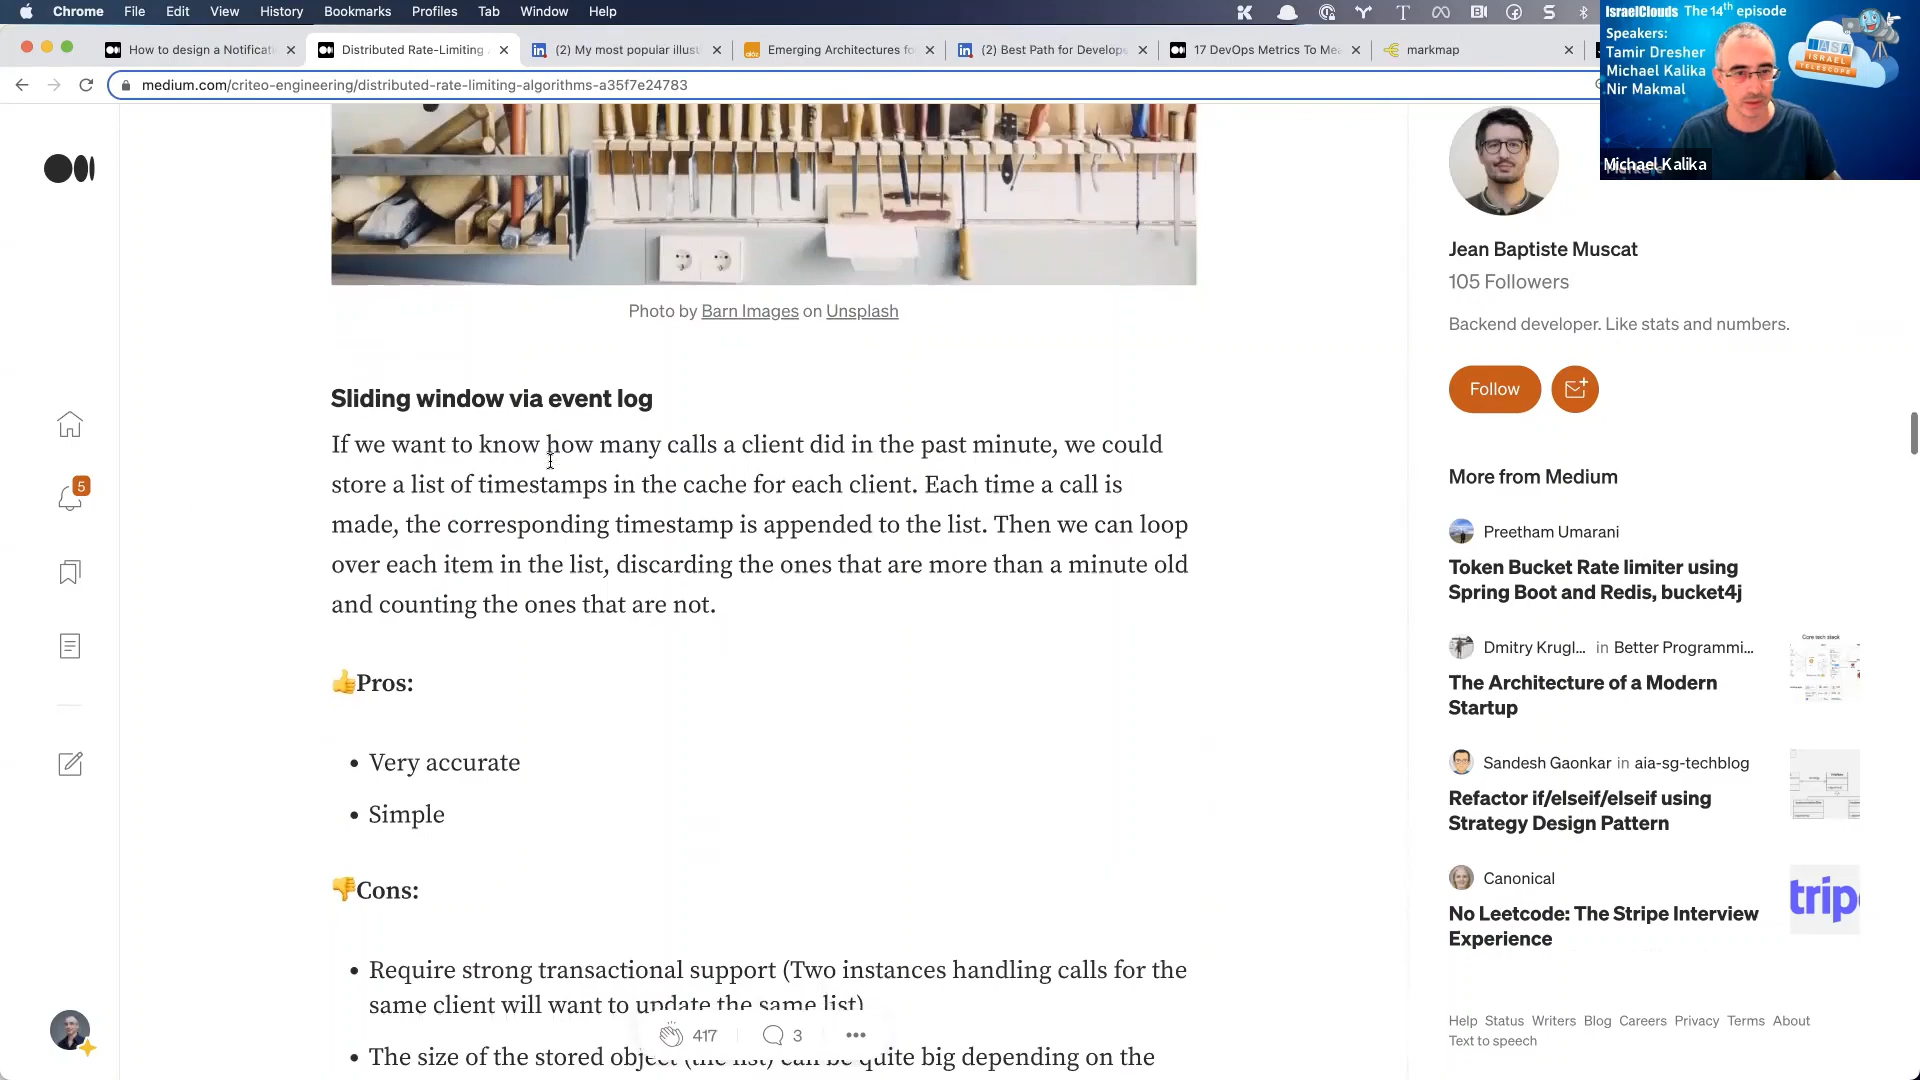 Chrome File Edit View History Bookmarks Profiles Tab Window Help
How to design a Notificati
Distributed Rate-Limiting
(2) My most popular illust
Emerging Architectures fo
(2) Best Path for Develope
17 DevOps Metrics To Me
markmap
medium.com/criteo-engineering/distributed-rate-limiting-algorithms-a35f7e24783
IsraelClouds The 14th episode
Speakers:
Tamir Dresher
Michael Kalika
Nir Makmal
IASA
ISRAEL
TELESCOPE
Michael Kalika
Photo by Barn Images on Unsplash
Sliding window via event log
If we want to know how many calls a client did in the past minute, we could
store a list of timestamps in the cache for each client. Each time a call is
made, the corresponding timestamp is appended to the list. Then we can loop
over each item in the list, discarding the ones that are more than a minute old
and counting the ones that are not.
👍Pros:
• Very accurate
• Simple
👎Cons:
• Require strong transactional support (Two instances handling calls for the
same client will want to update the same list)
• The size of the stored object (the list) can be quite big depending on the
417
3
5
Jean Baptiste Muscat
105 Followers
Backend developer. Like stats and numbers.
Follow
More from Medium
Preetham Umarani
Token Bucket Rate limiter using
Spring Boot and Redis, bucket4j
Dmitry Krugl... in Better Programmi...
The Architecture of a Modern
Startup
Core tech stack
Sandesh Gaonkar in aia-sg-techblog
Refactor if/elseif/elseif using
Strategy Design Pattern
Canonical
No Leetcode: The Stripe Interview
Experience
trip
Help Status Writers Blog Careers Privacy Terms About
Text to speech